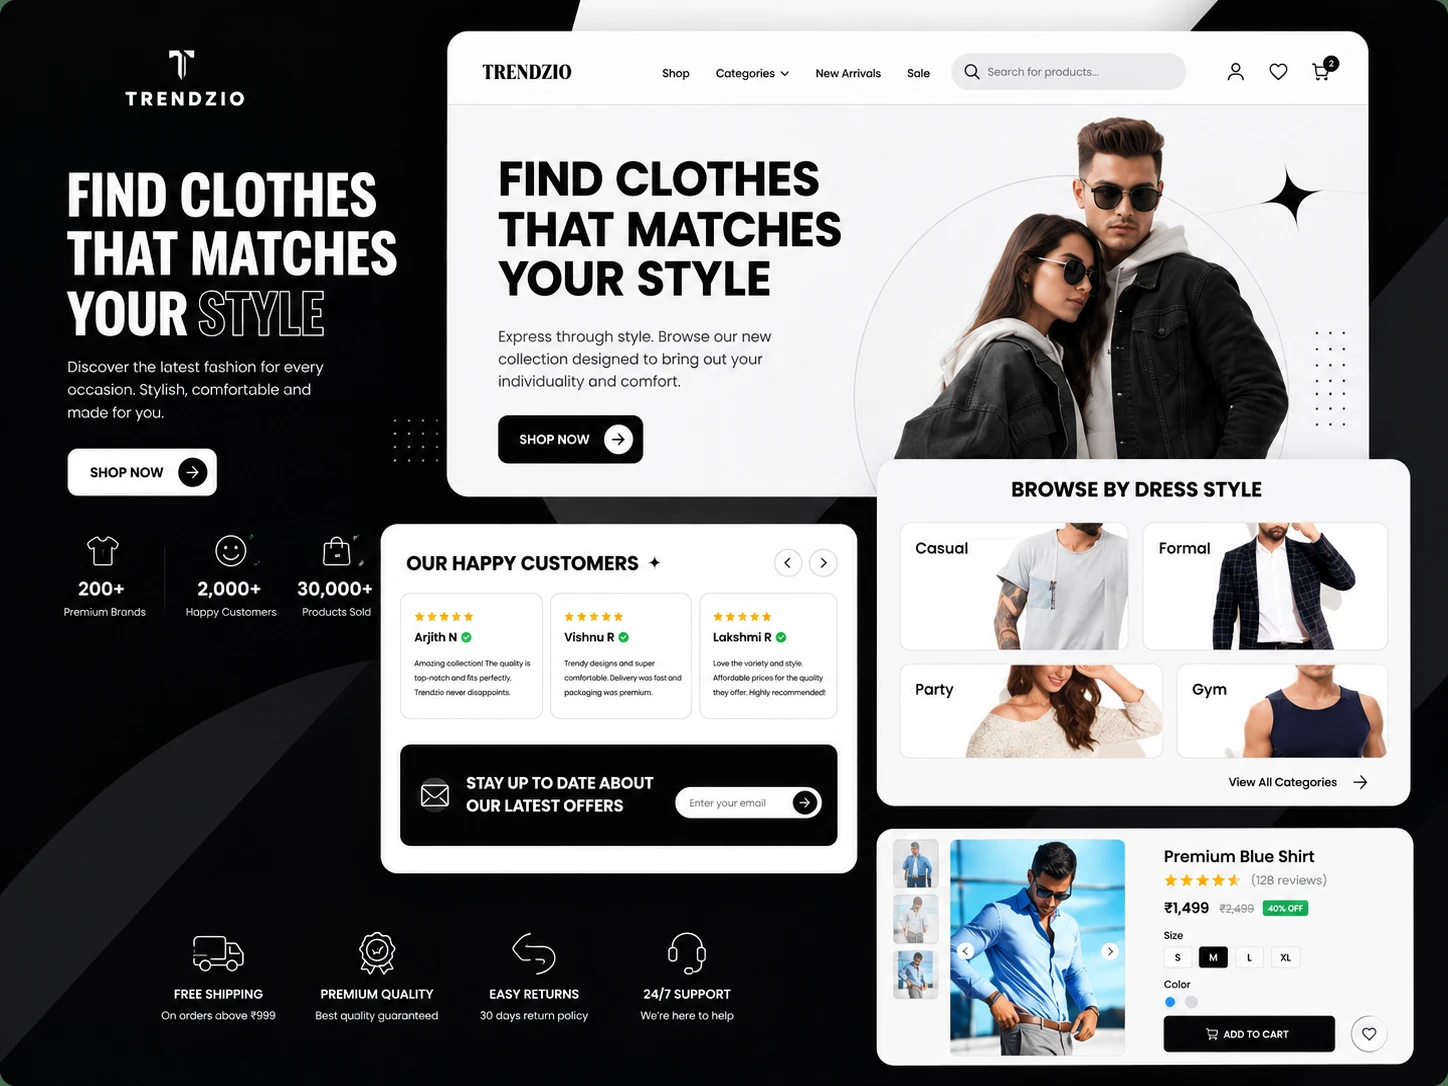 TRENDZIO
FIND CLOTHES
THAT MATCHES
YOUR STYLE
Discover the latest fashion for every
occasion. Stylish, comfortable and
made for you.
SHOP NOW
200+
Premium Brands
2,000+
Happy Customers
30,000+
Products Sold
TRENDZIO
Shop
Categories
New Arrivals
Sale
Search for products...
2
FIND CLOTHES
THAT MATCHES
YOUR STYLE
Express through style. Browse our new
collection designed to bring out your
individuality and comfort.
SHOP NOW
OUR HAPPY CUSTOMERS
Arjith N
Amazing collection! The quality is
top-notch and fits perfectly.
Trendzio never disappoints.
Vishnu R
Trendy designs and super
comfortable. Delivery was fast and
packaging was premium.
Lakshmi R
Love the variety and style.
Affordable prices for the quality
they offer. Highly recommended!
STAY UP TO DATE ABOUT
OUR LATEST OFFERS
Enter your email
BROWSE BY DRESS STYLE
Casual
Formal
Party
Gym
View All Categories
Premium Blue Shirt
(128 reviews)
₹1,499 ₹2,499 40% OFF
Size
S M L XL
Color
ADD TO CART
FREE SHIPPING
On orders above ₹999
PREMIUM QUALITY
Best quality guaranteed
EASY RETURNS
30 days return policy
24/7 SUPPORT
We're here to help